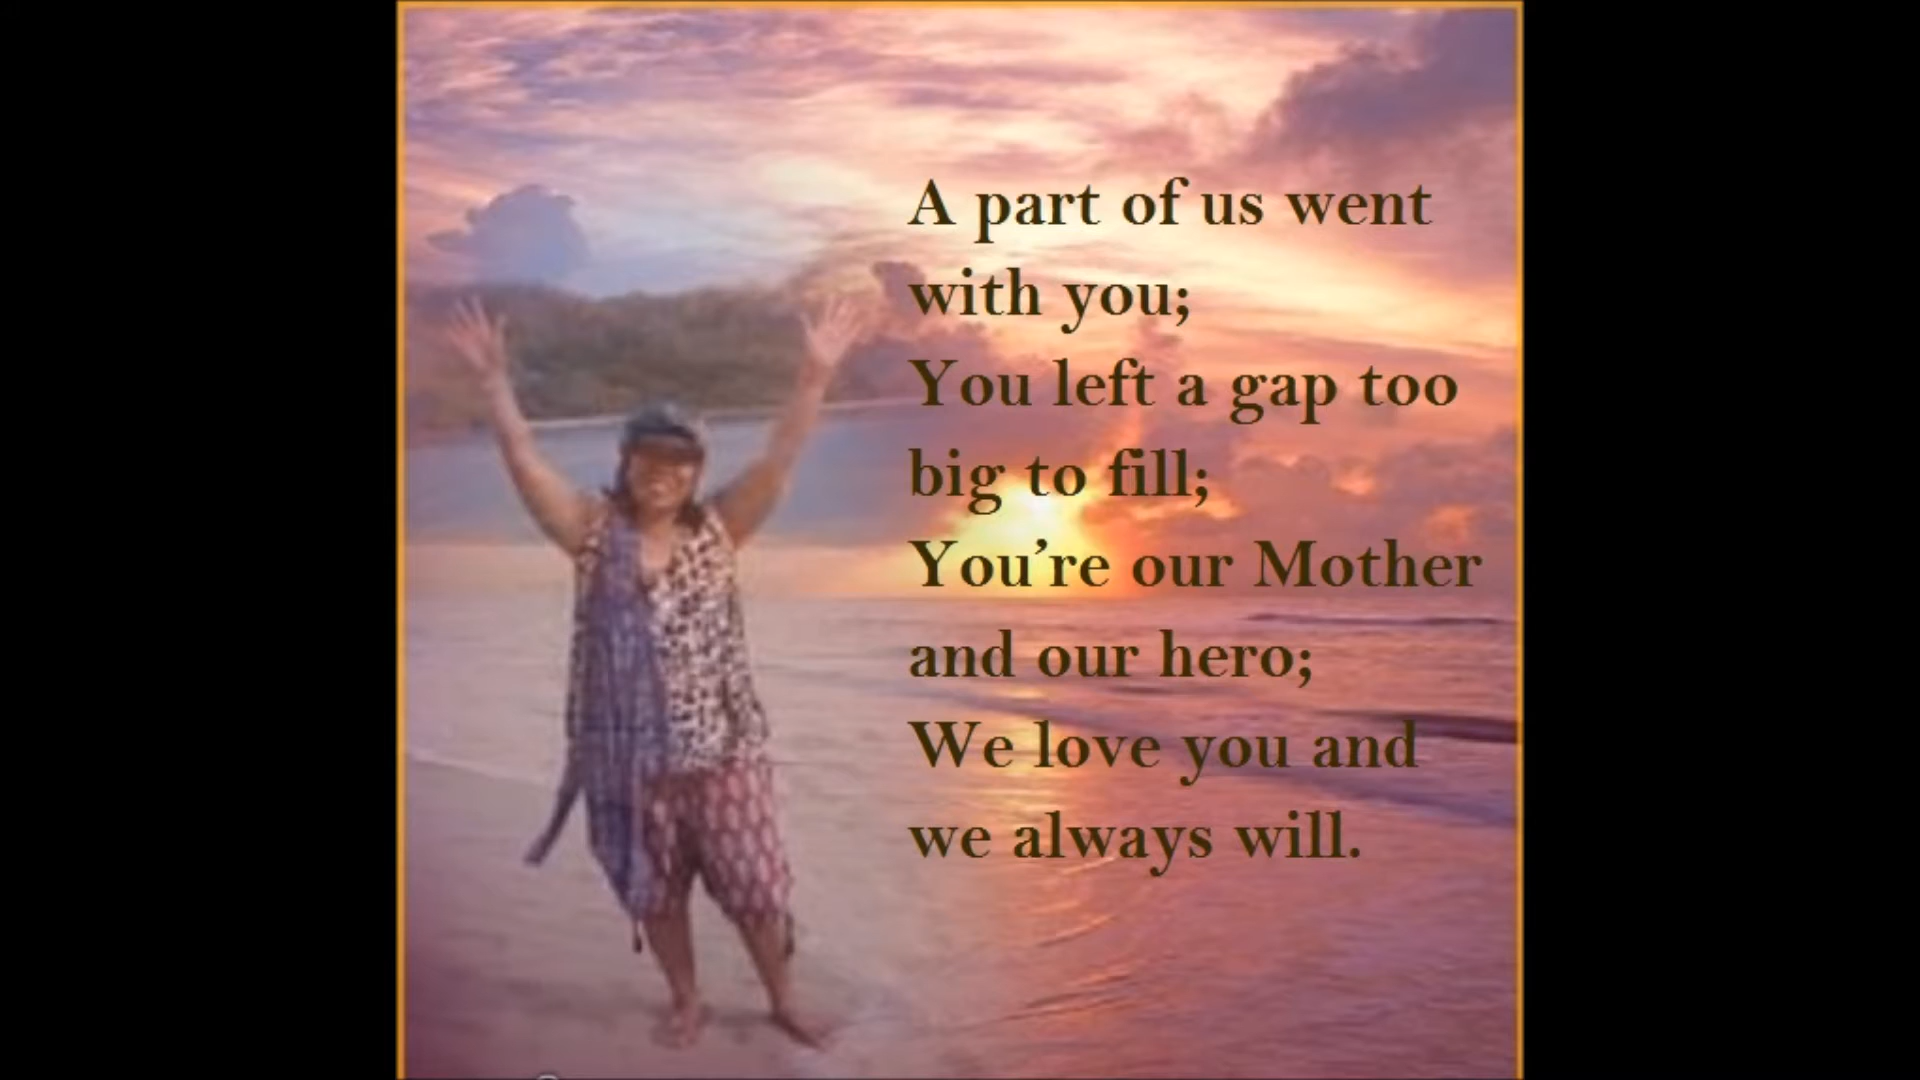 A part of us went
with you;
You left a gap too
big to fill;
You’re our Mother
and our hero;
We love you and
we always will.